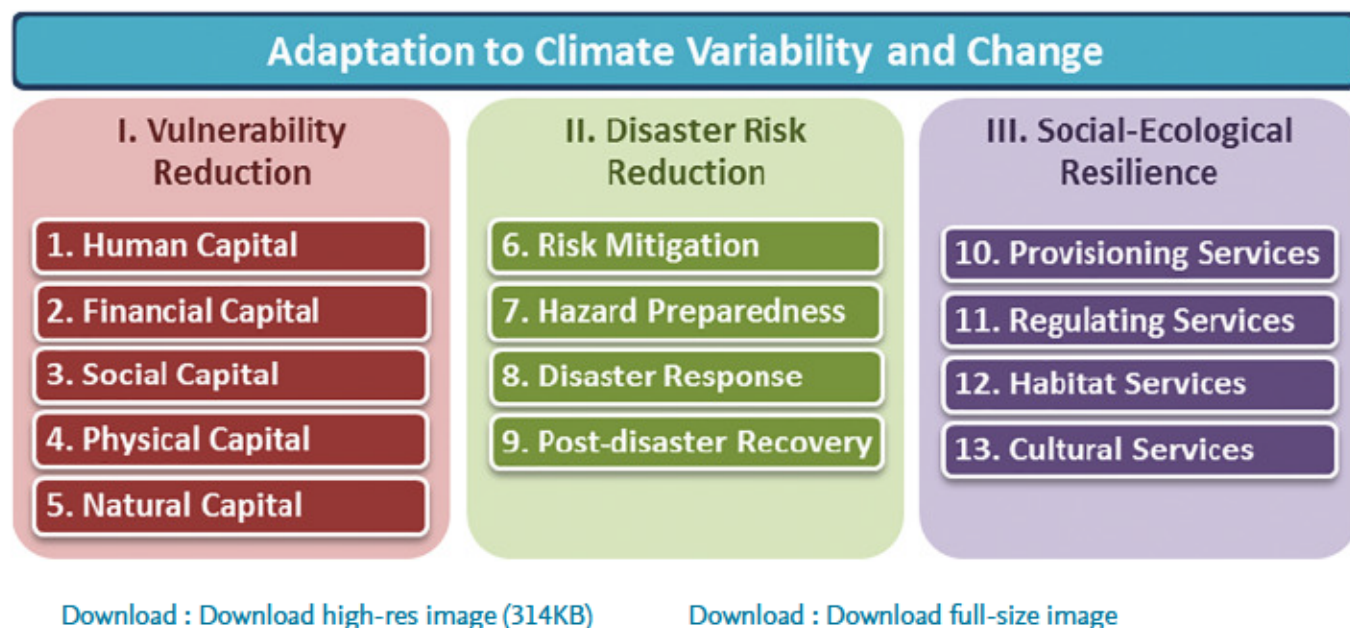 Adaptation to Climate Variability and Change
I. Vulnerability
Reduction
1. Human Capital
2. Financial Capital
3. Social Capital
4. Physical Capital
5. Natural Capital
II. Disaster Risk
Reduction
6. Risk Mitigation
7. Hazard Preparedness
8. Disaster Response
9. Post-disaster Recovery
III. Social-Ecological
Resilience
10. Provisioning Services
11. Regulating Services
12. Habitat Services
13. Cultural Services
Download : Download high-res image (314KB)
Download : Download full-size image